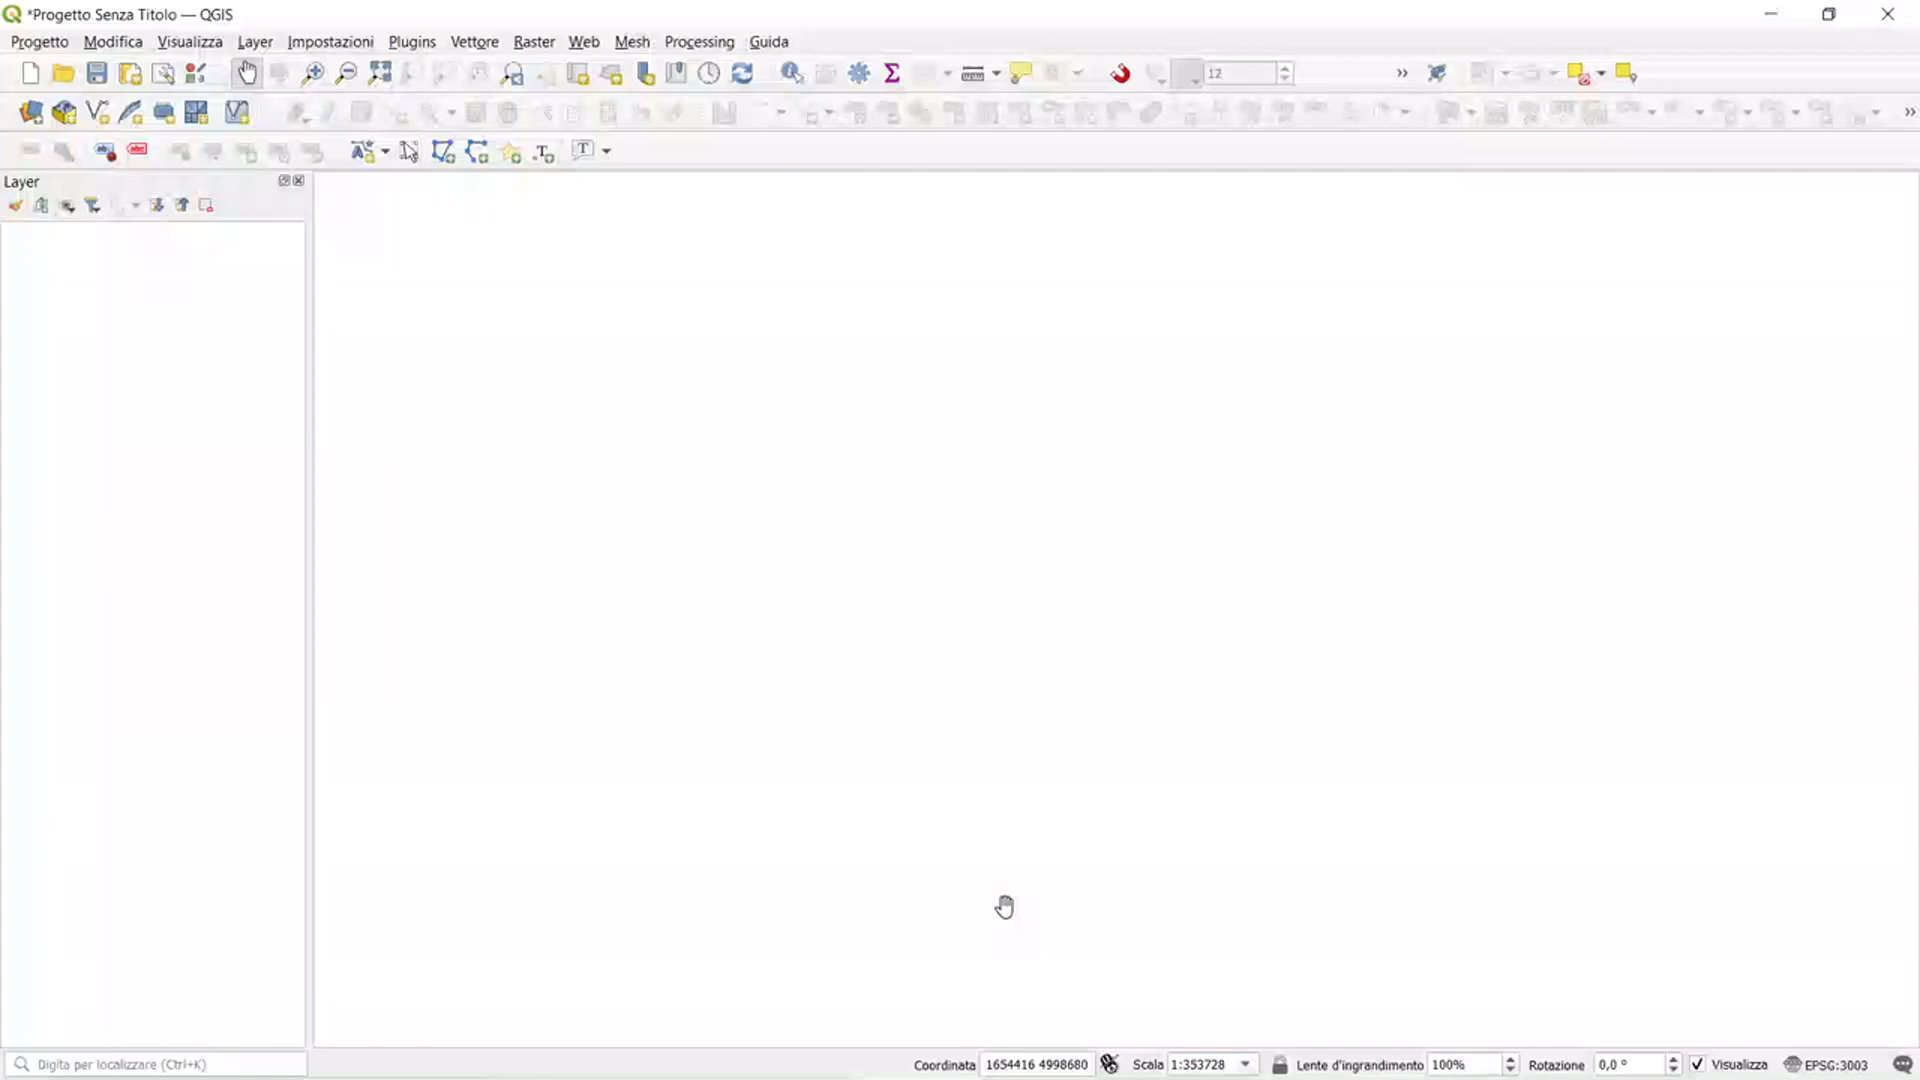 *Progetto Senza Titolo — QGIS
Progetto Modifica Visualizza Layer Impostazioni Plugins Vettore Raster Web Mesh Processing Guida
12
Layer
Digita per localizzare (Ctrl+K)
Coordinata 1654416 4998680 Scala 1:353728 Lente d'ingrandimento 100% Rotazione 0,0 ° Visualizza EPSG:3003